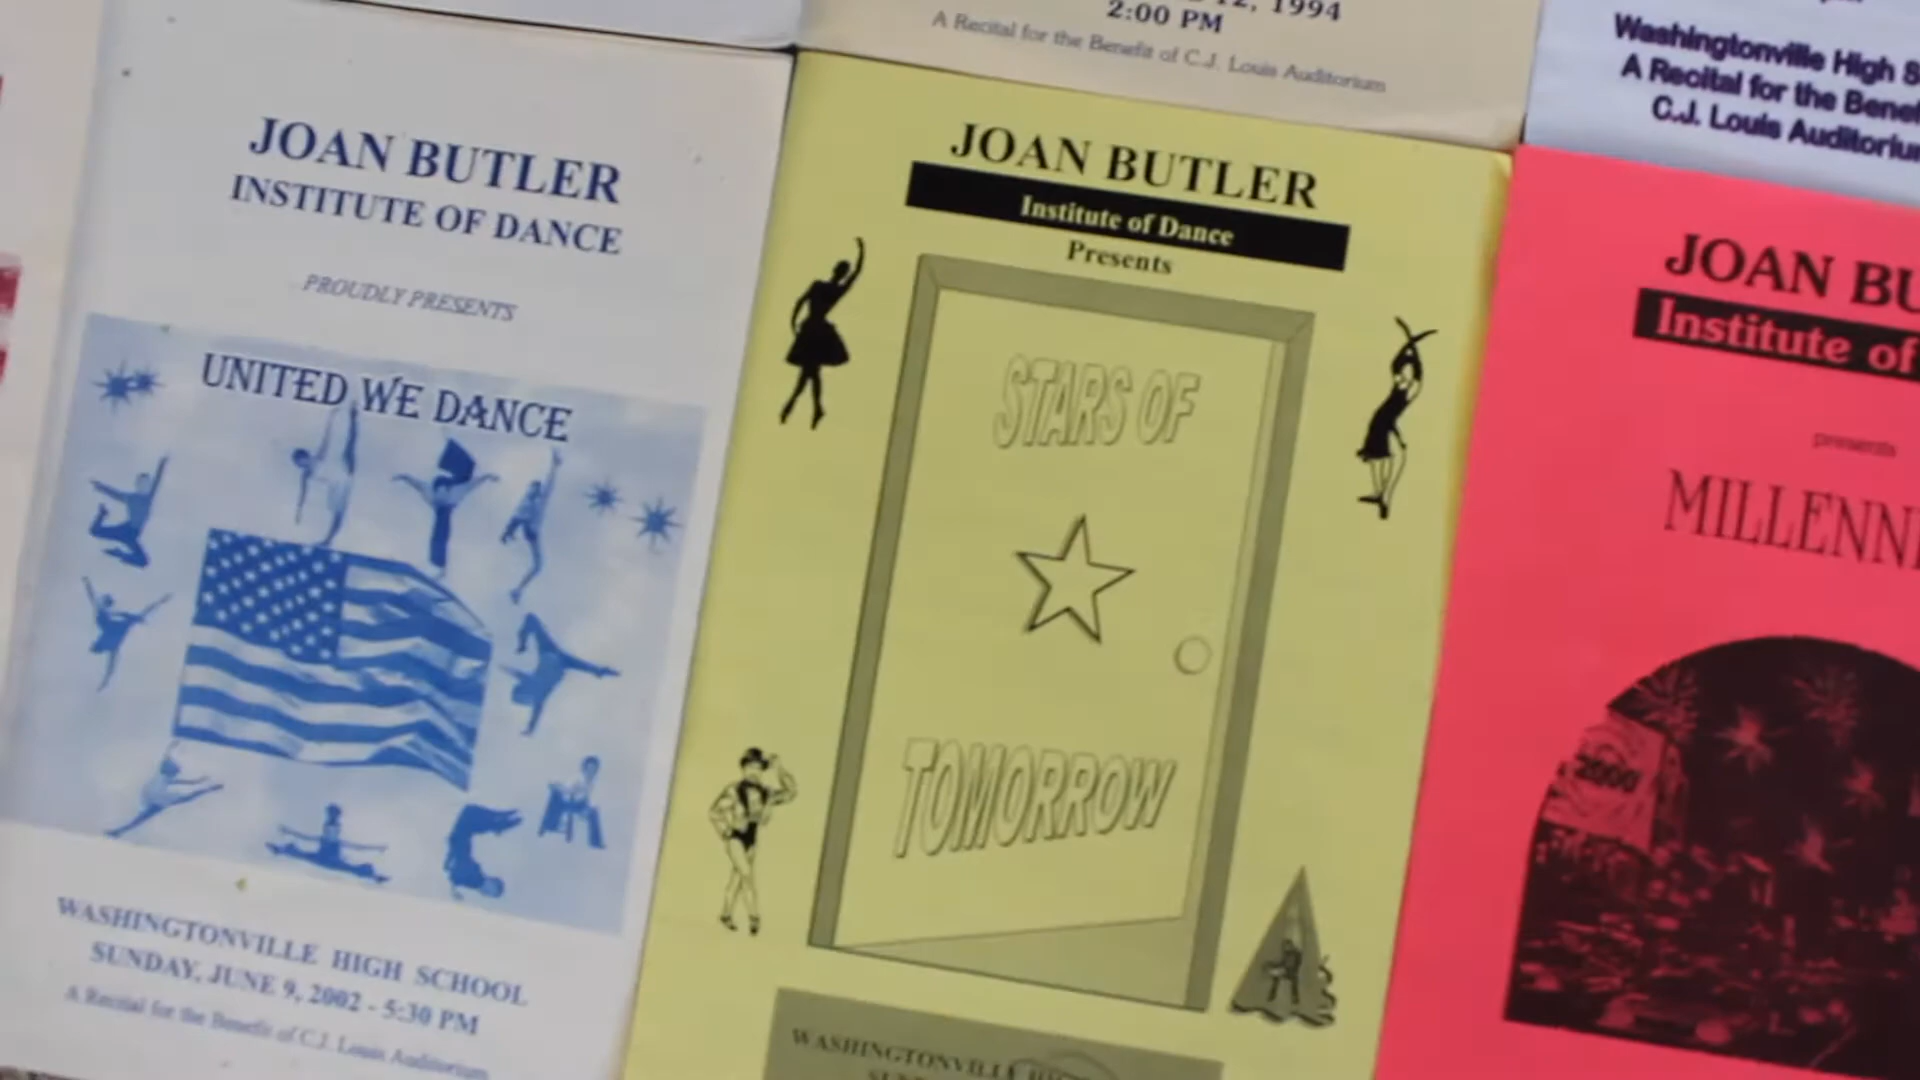 12, 1994
2:00 PM
A Recital for the Benefit of C.J. Louis Auditorium
Washingtonville High
A Recital for the
C.J. Louis
JOAN BUTLER
INSTITUTE OF DANCE
PROUDLY PRESENTS
UNITED WE DANCE
WASHINGTONVILLE HIGH SCHOOL
SUNDAY, JUNE 9, 2002 - 5:30 PM
A Recital for the Benefit of C.J. Louis Auditorium
JOAN BUTLER
Institute of Dance
Presents
STARS OF
TOMORROW
WASHINGTONVILLE
JOAN BU
Institute of
presents
MILLENN
2000